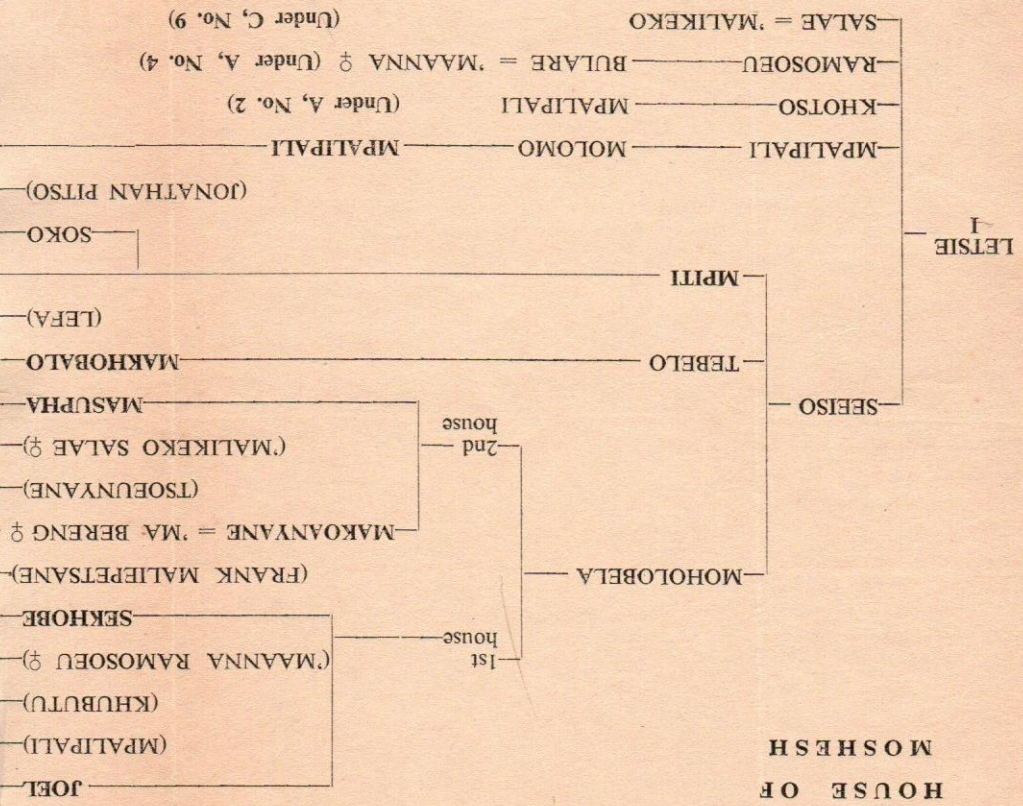 HOUSE OF
MOSHESH
JOEL
(MPALIPALI)
(KHUBUTU)
('MAANNA RAMOSOEU ♀)
1st
house
SEKHOBE
MOHOLOBELA
(FRANK MALIEPETSANE)
MAKOANYANE = 'MA BERENG ♀
(TSOEUNYANE)
2nd
house
('MALIKEKO SALAE ♀)
MASUPHA
SEEISO
TEBELO MAKHOBALO
(LEFA)
MPITI
LETSIE
I
SOKO
(JONATHAN PITSO)
MPALIPALI MOLOMO MPALIPALI
KHOTSO MPALIPALI (Under A, No. 2)
RAMOSOEU BULARE = 'MAANNA ♀ (Under A, No. 4)
SALAE = 'MALIKEKO (Under C, No. 9)